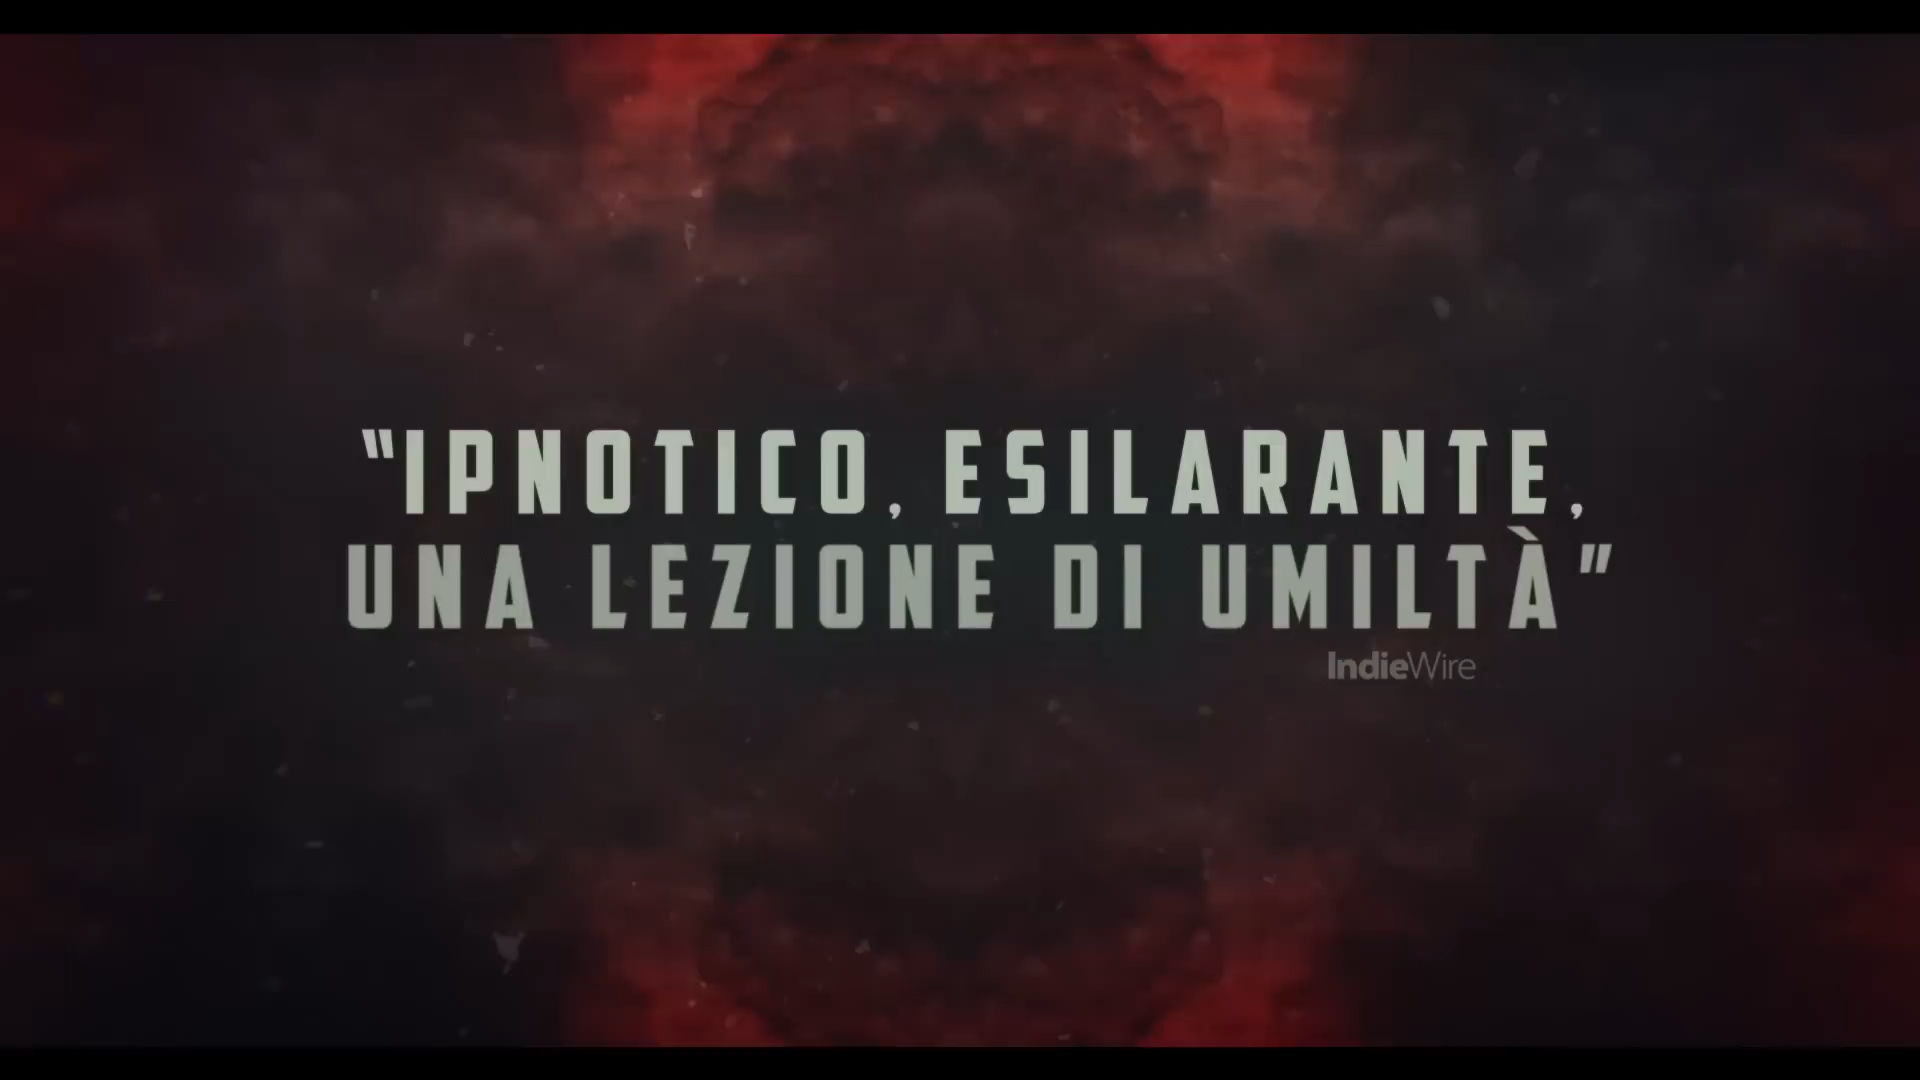 “IPNOTICO, ESILARANTE,
UNA LEZIONE DI UMILTÀ”
IndieWire